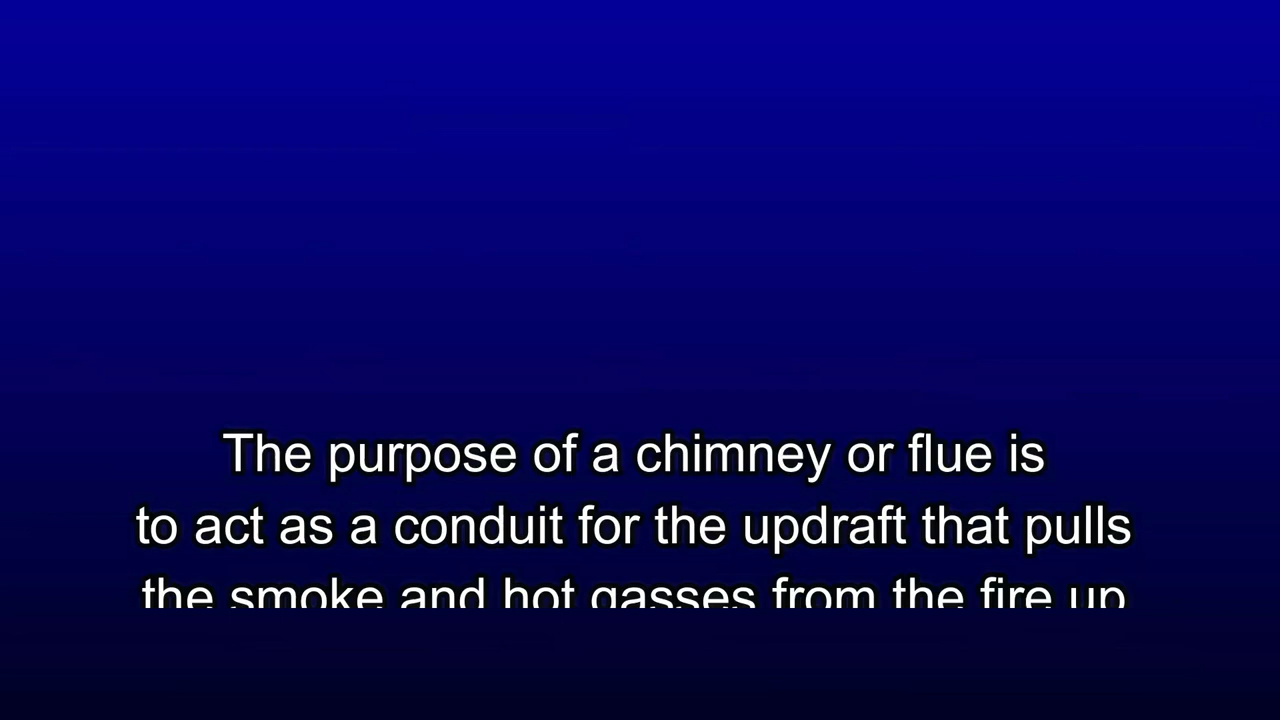 The purpose of a chimney or flue is
to act as a conduit for the updraft that pulls
the smoke and hot gasses from the fire up